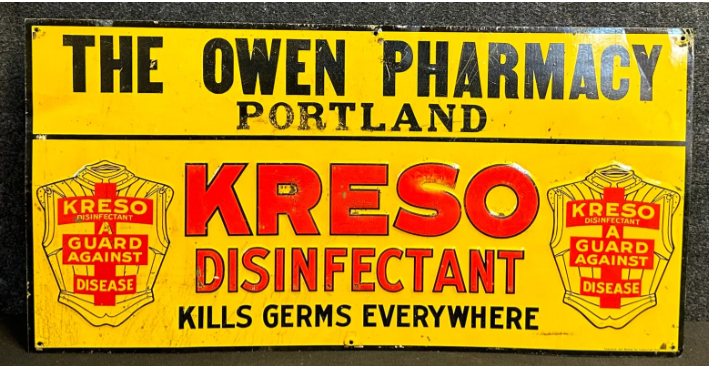 THE OWEN PHARMACY
PORTLAND
KRESO
DISINFECTANT
A
GUARD
AGAINST
DISEASE
KRESO
DISINFECTANT
KILLS GERMS EVERYWHERE
KRESO
DISINFECTANT
A
GUARD
AGAINST
DISEASE